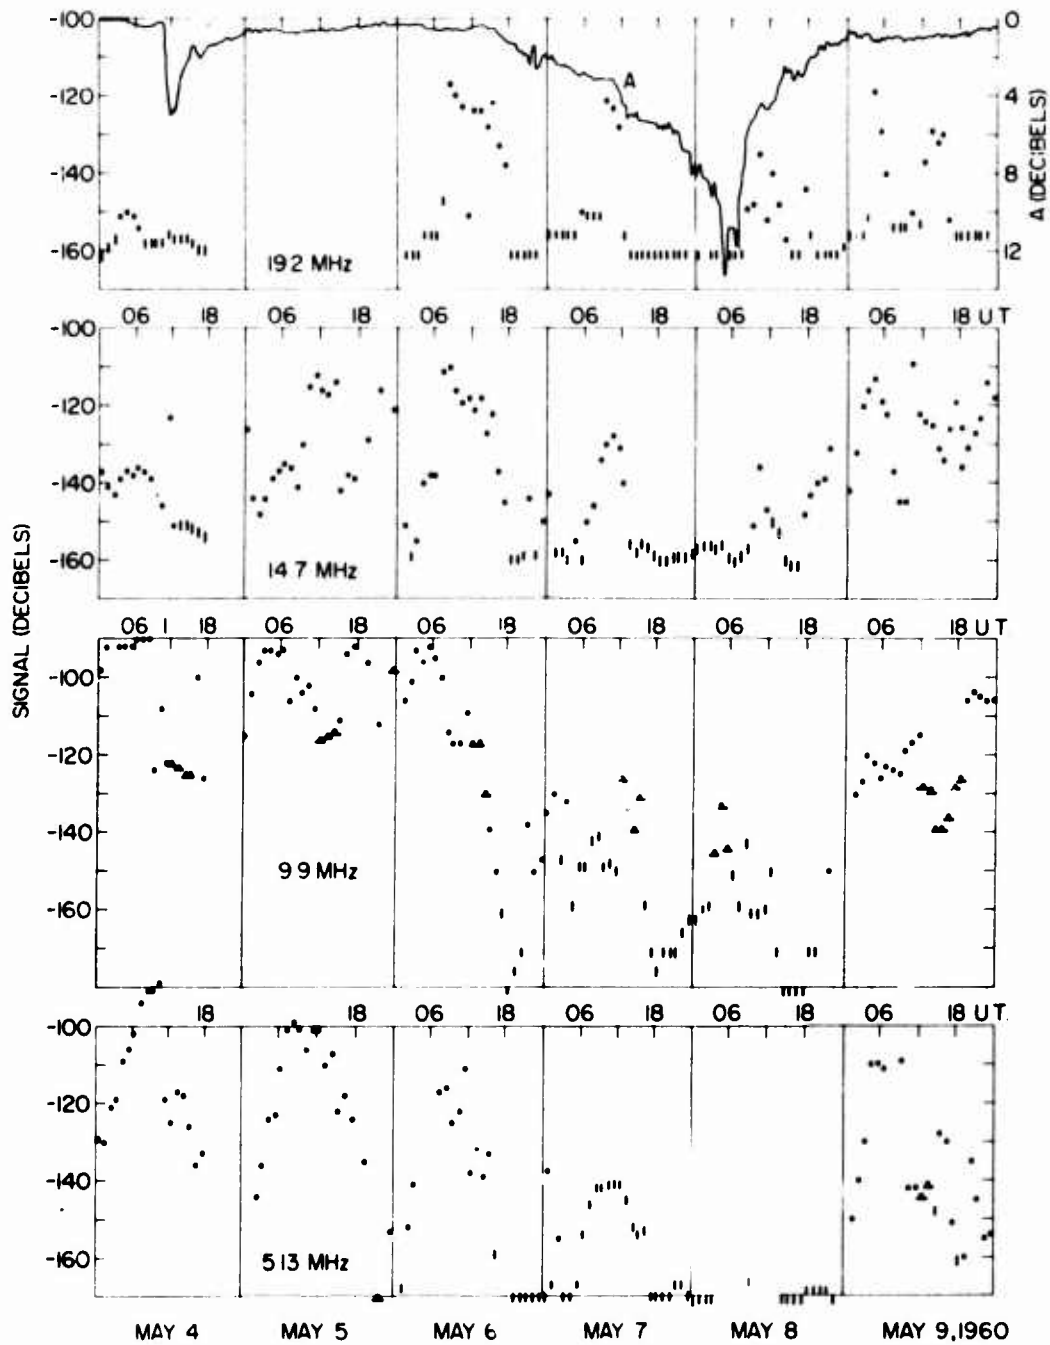 -100 0
-120 A 4
-140 8
-160 12
19.2 MHz
A (DECIBELS)
-100 06 18 06 18 06 18 06 18 06 18 06 18 UT
-120
-140
-160
14.7 MHz
SIGNAL (DECIBELS)
06 18 06 18 06 18 06 18 06 18 06 18 UT
-100
-120
-140
-160
9.9 MHz
-100 18 18 06 18 06 18 06 18 06 18 UT
-120
-140
-160
5.13 MHz
MAY 4 MAY 5 MAY 6 MAY 7 MAY 8 MAY 9, 1960